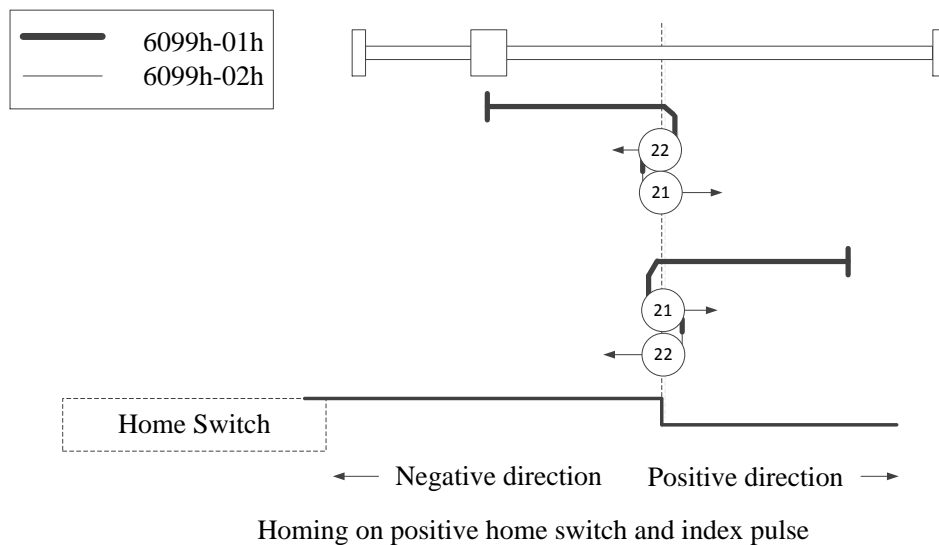 6099h-01h
6099h-02h
22
21
21
22
Home Switch
Negative direction Positive direction
Homing on positive home switch and index pulse